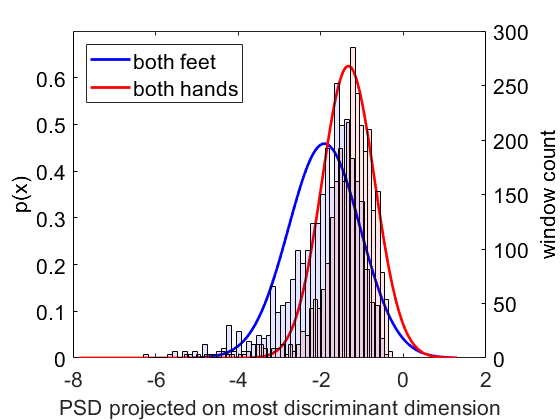 both feet
both hands
0.6
0.5
0.4
0.3
0.2
0.1
0
p(x)
300
250
200
150
100
50
0
window count
-8 -6 -4 -2 0 2
PSD projected on most discriminant dimension